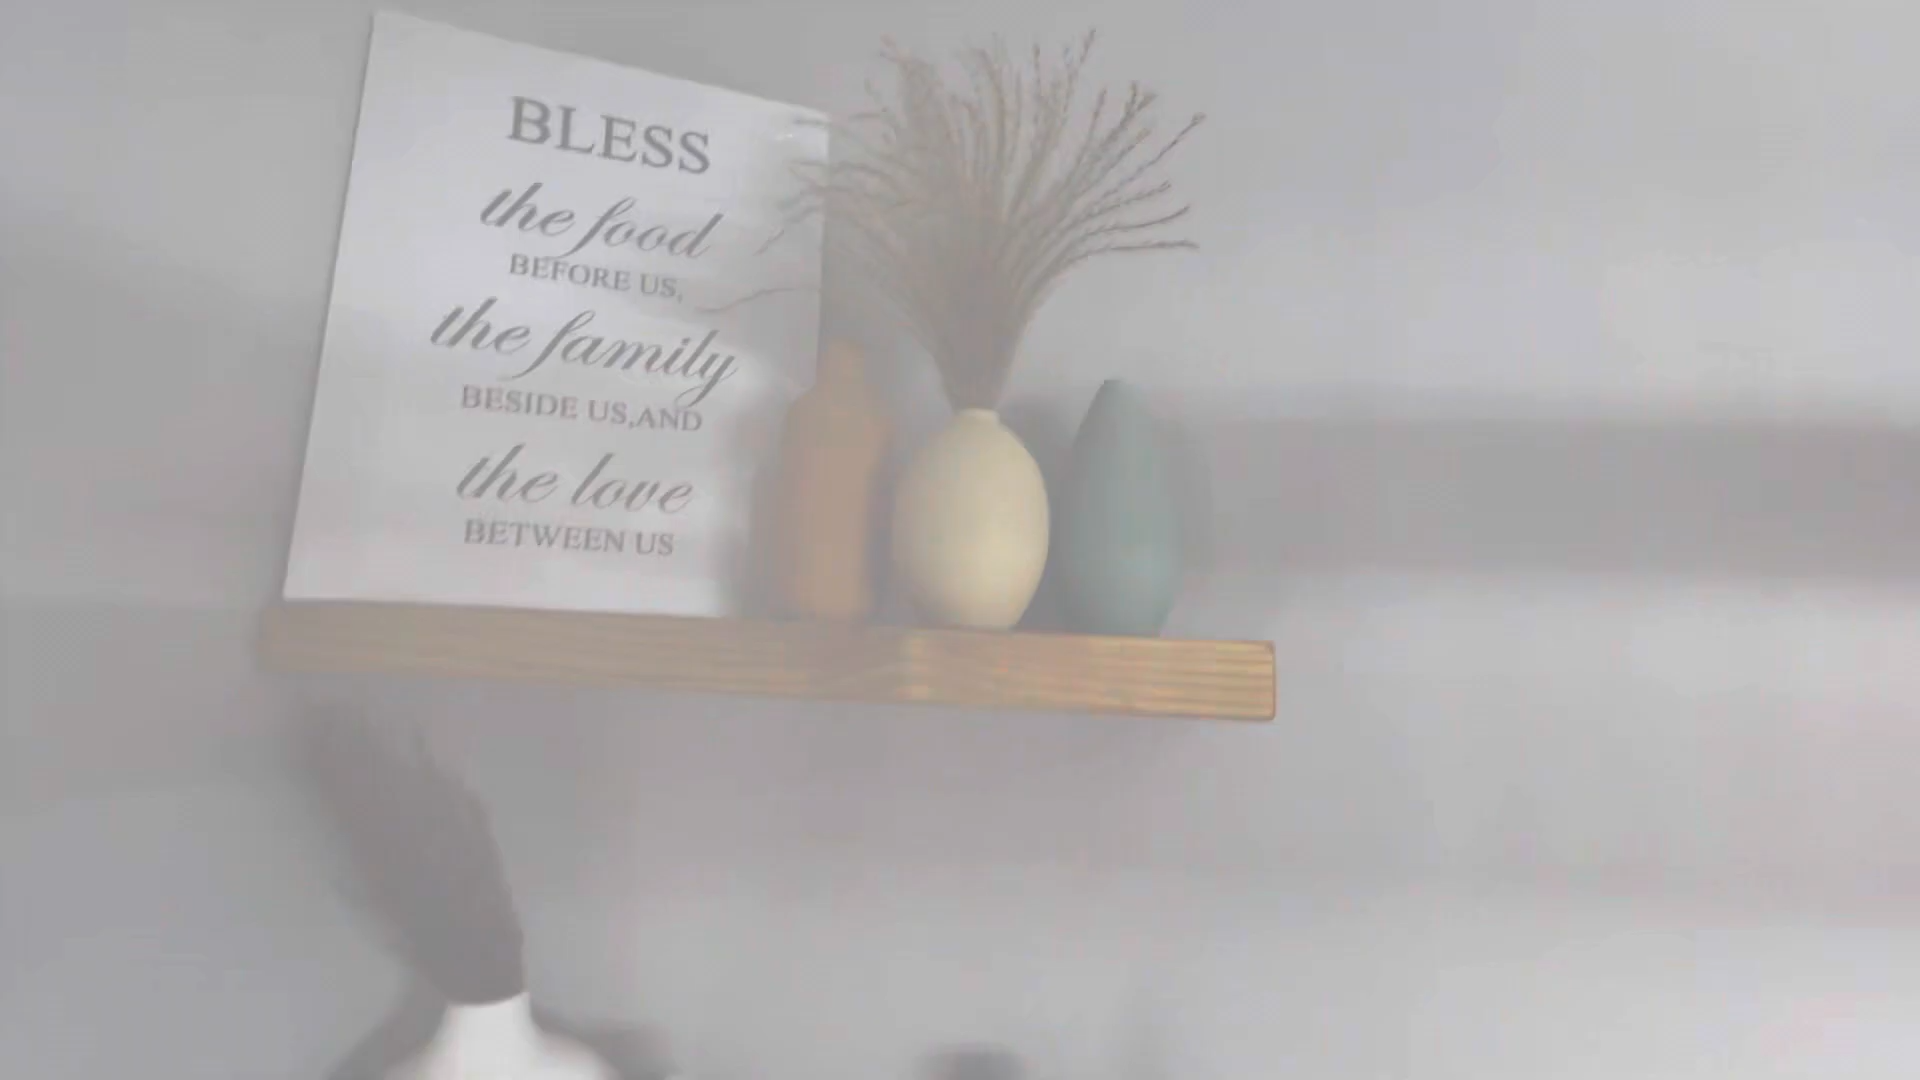 BLESS
the food
BEFORE US,
the family
BESIDE US,AND
the love
BETWEEN US